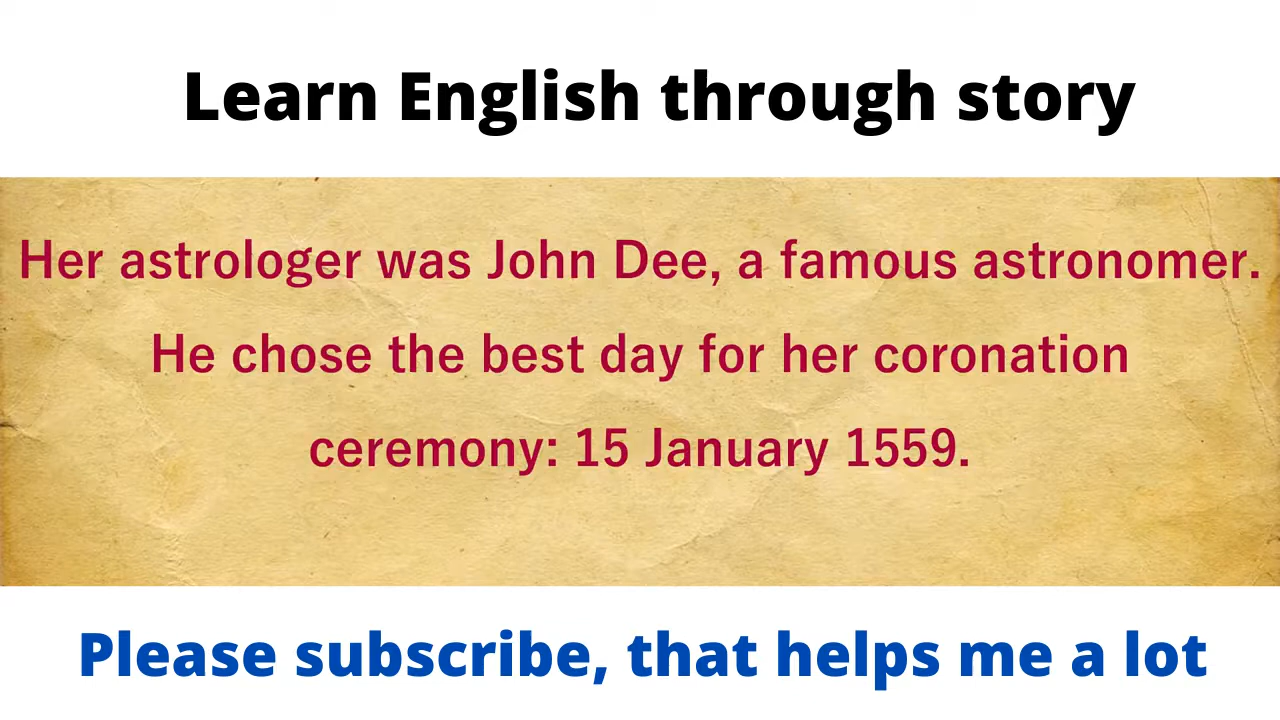 Learn English through story
Her astrologer was John Dee, a famous astronomer.
He chose the best day for her coronation
ceremony: 15 January 1559.
Please subscribe, that helps me a lot